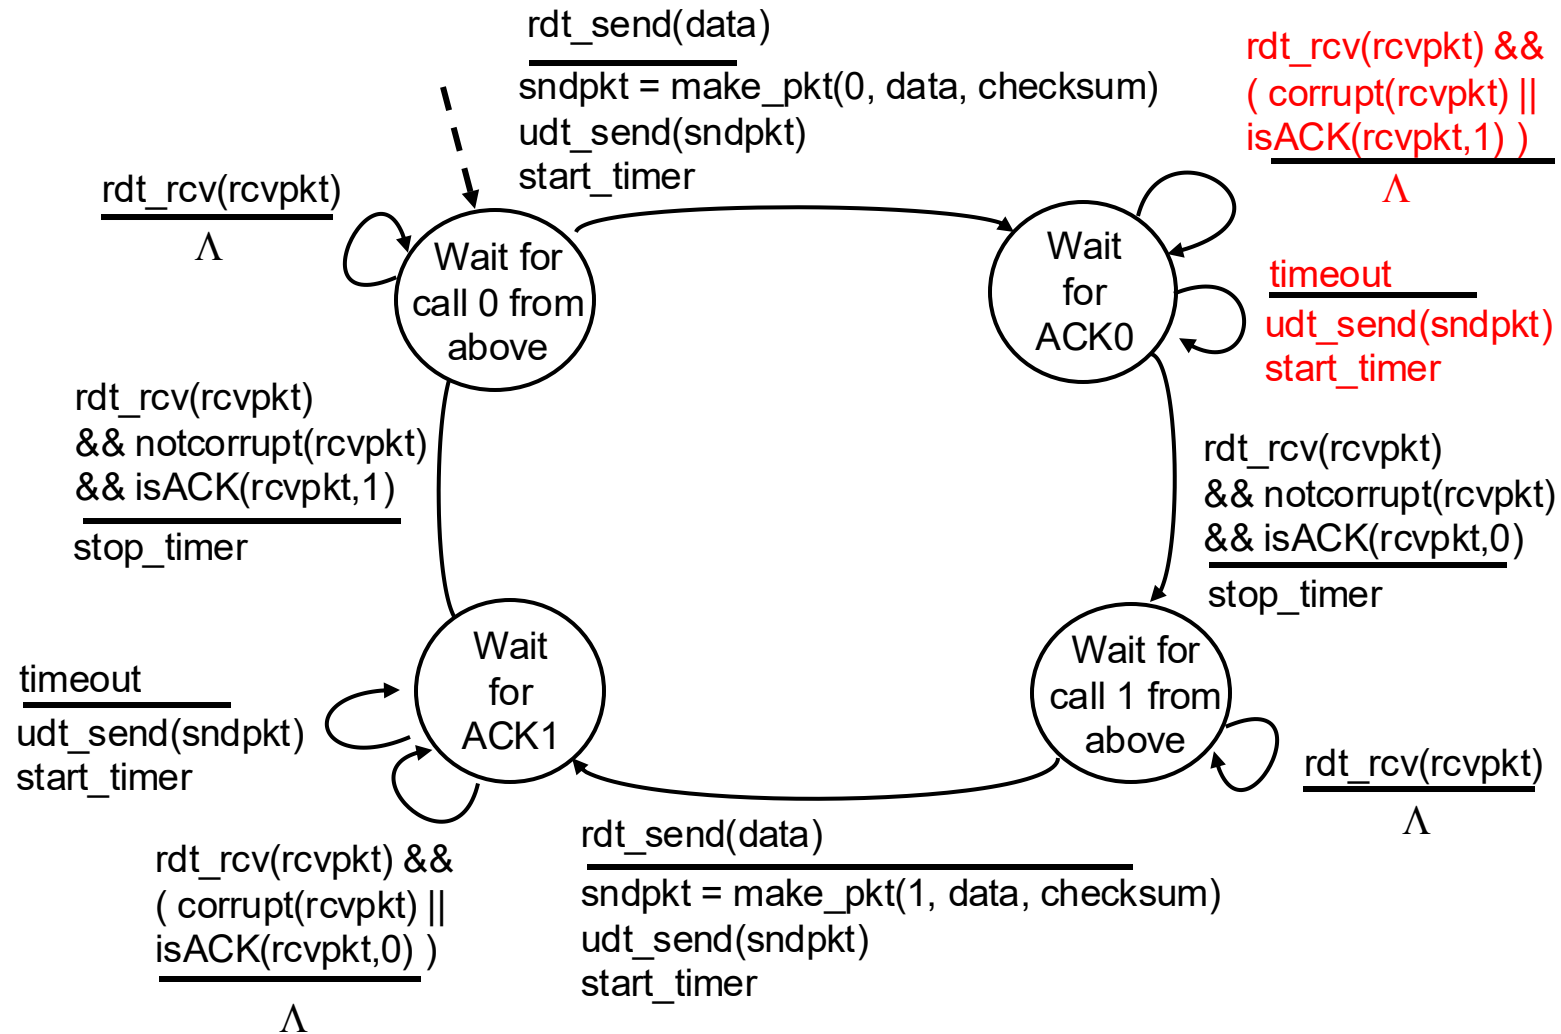 rdt_send(data)
sndpkt = make_pkt(0, data, checksum)
udt_send(sndpkt)
start_timer
rdt_rcv(rcvpkt) &&
( corrupt(rcvpkt) ||
isACK(rcvpkt,1) )
Λ
rdt_rcv(rcvpkt)
Λ
Wait for
call 0 from
above
Wait
for
ACK0
timeout
udt_send(sndpkt)
start_timer
rdt_rcv(rcvpkt)
&& notcorrupt(rcvpkt)
&& isACK(rcvpkt,1)
stop_timer
rdt_rcv(rcvpkt)
&& notcorrupt(rcvpkt)
&& isACK(rcvpkt,0)
stop_timer
Wait
for
ACK1
Wait for
call 1 from
above
timeout
udt_send(sndpkt)
start_timer
rdt_rcv(rcvpkt)
Λ
rdt_rcv(rcvpkt) &&
( corrupt(rcvpkt) ||
isACK(rcvpkt,0) )
Λ
rdt_send(data)
sndpkt = make_pkt(1, data, checksum)
udt_send(sndpkt)
start_timer